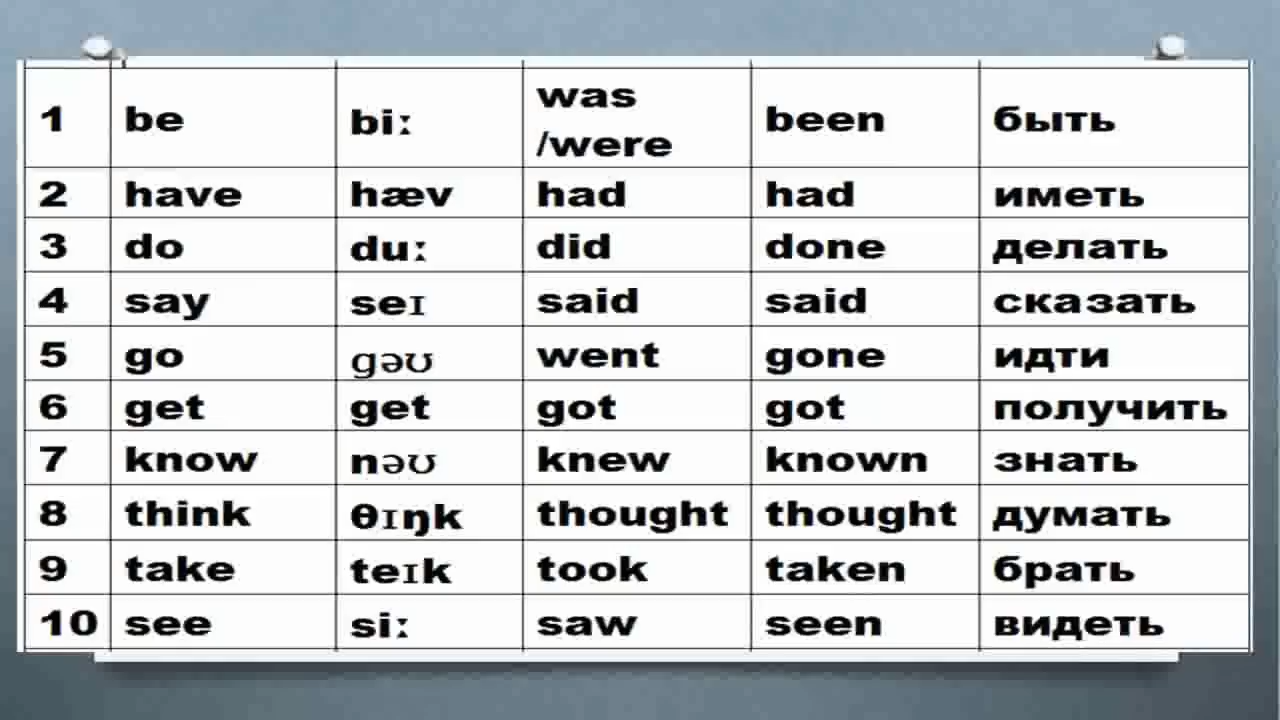 1 be biː was /were been быть
2 have hæv had had иметь
3 do duː did done делать
4 say seɪ said said сказать
5 go ɡəʊ went gone идти
6 get get got got получить
7 know nəʊ knew known знать
8 think θɪŋk thought thought думать
9 take teɪk took taken брать
10 see siː saw seen видеть